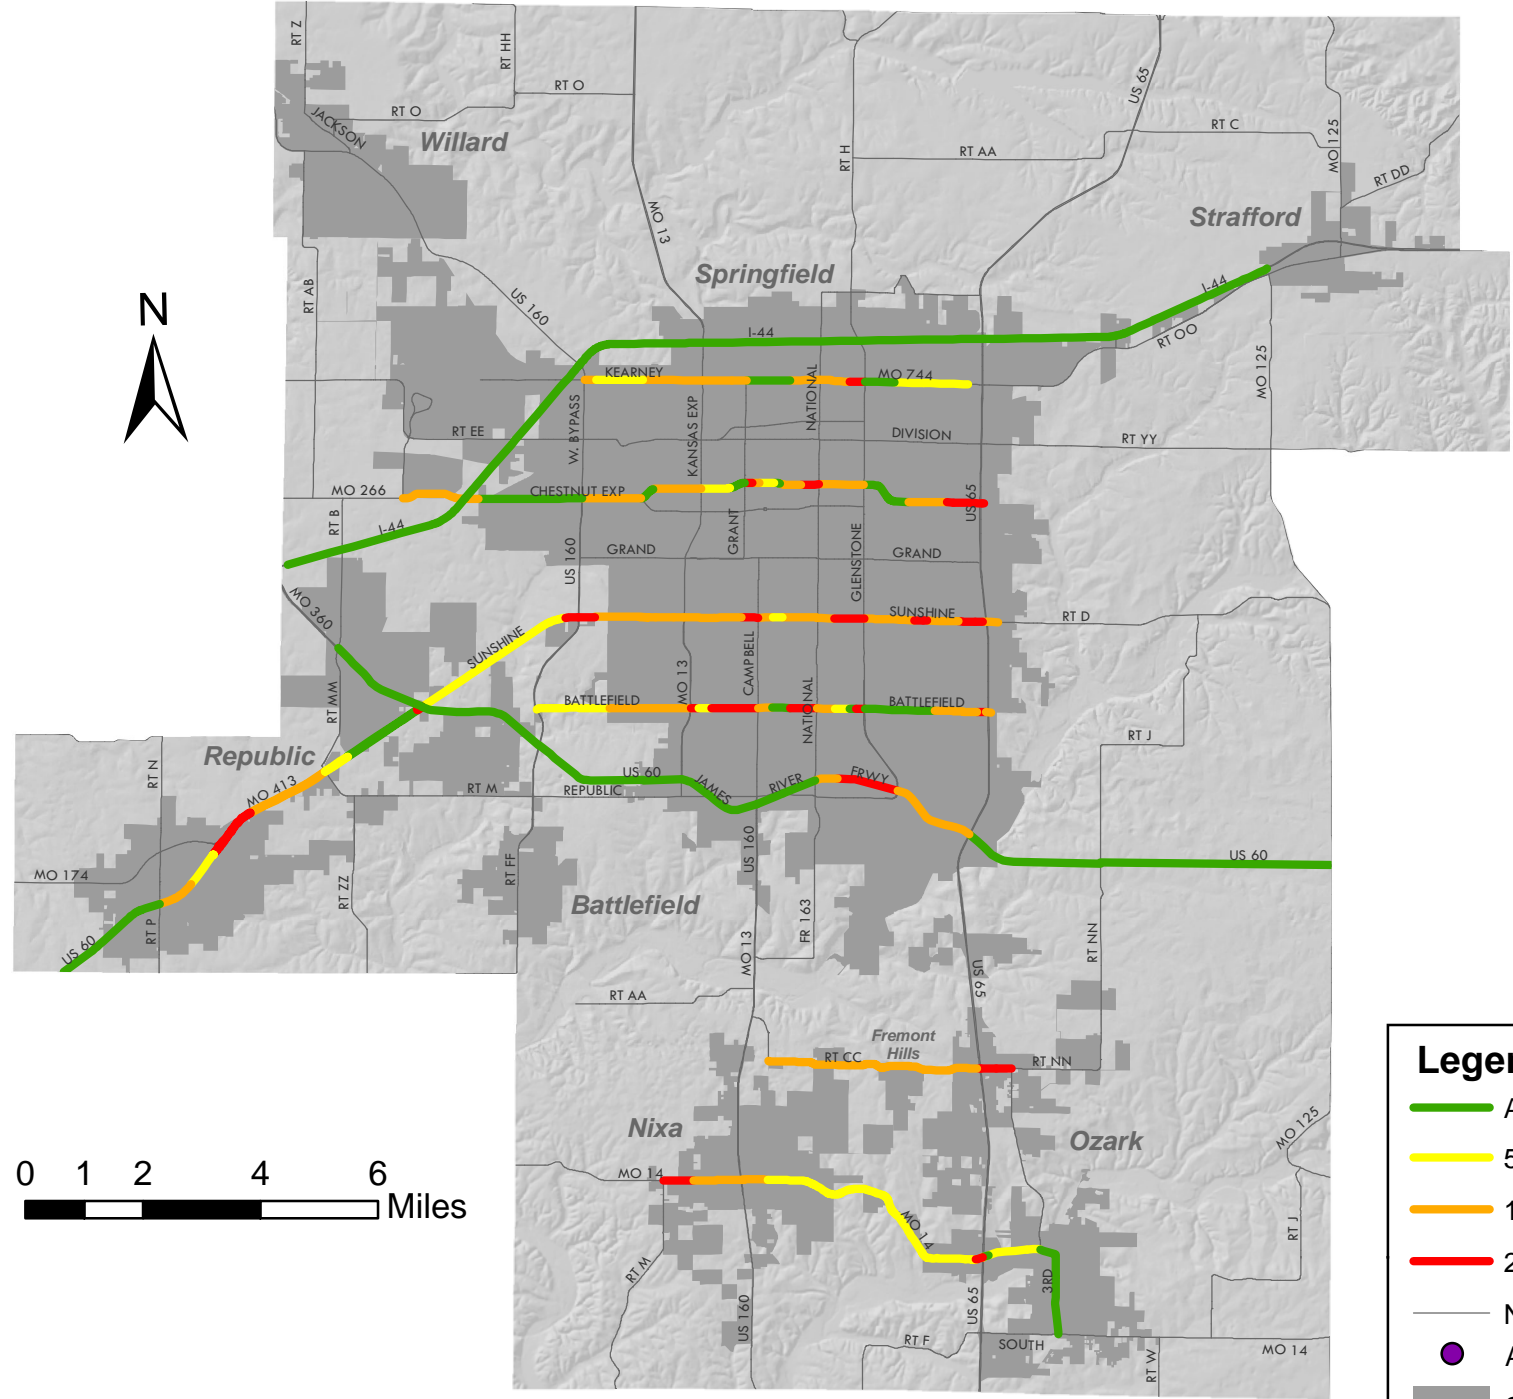 RT Z
RT HH
RT O
RT O
JACKSON
Willard
RT H
US 65
RT C
RT AA
MO 125
RT DD
MO 13
Strafford
Springfield
RT AB
US 160
I-44
I-44
RT OO
N
KEARNEY
MO 744
NATIONAL
MO 125
W. BYPASS
KANSAS EXP
RT EE
DIVISION
RT YY
MO 266
CHESTNUT EXP
US 65
RT B
I-44
GRANT
GLENSTONE
US 160
GRAND
GRAND
MO 360
SUNSHINE
RT D
SUNSHINE
CAMPBELL
MO 13
RT MM
BATTLEFIELD
NATIONAL
BATTLEFIELD
RT J
Republic
RT N
US 60
JAMES
RIVER
FRWY
MO 413
RT M
REPUBLIC
US 160
US 60
MO 174
RT FF
RT ZZ
Battlefield
RT P
FR 163
US 60
MO 13
RT NN
US 65
RT AA
Fremont
Hills
RT CC
RT NN
Nixa
Ozark
MO 125
MO 14
MO 14
RT J
RT M
3RD
US 160
US 65
RT F
SOUTH
RT W
MO 14
0 1 2 4 6
Miles
Leger
A
5
1
2
N
A